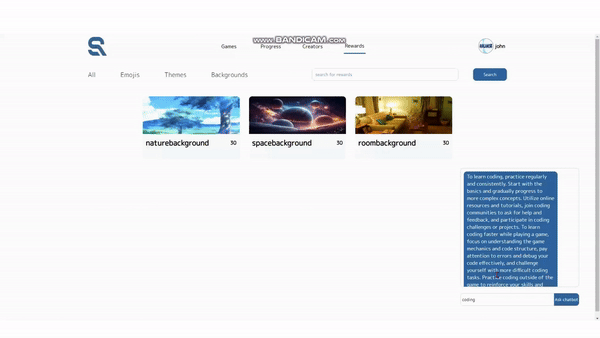 www.BANDICAM.COM
Games Progress Creators Rewards john
All Emojis Themes Backgrounds search for rewards Search
naturebackground 30 spacebackground 30 roombackground 30
To learn coding, practice regularly
and consistently. Start with the
basics and gradually progress to
more complex concepts. Utilize online
resources and tutorials, join coding
communities to ask for help and
feedback, and participate in coding
challenges or projects. To learn
coding faster while playing a game,
focus on understanding the game
mechanics and code structure, pay
attention to errors and debug your
code effectively, and challenge
yourself with more difficult coding
tasks. Practice coding outside of the
game to reinforce your skills and
coding Ask chatbot